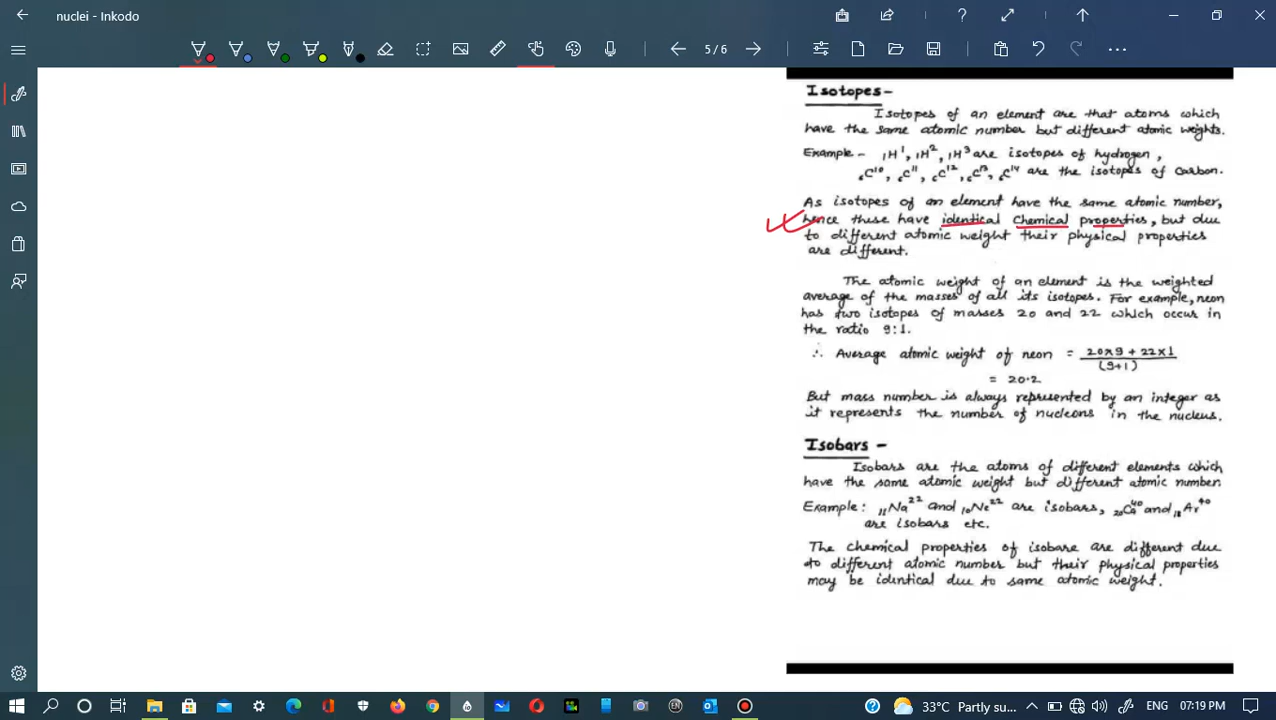 nuclei - Inkodo
5/6
Isotopes-
Isotopes of an element are that atoms which
have the same atomic number but different atomic weights.
Example- ₁H¹, ₁H², ₁H³ are isotopes of hydrogen,
₆C¹⁰, ₆C¹¹, ₆C¹², ₆C¹³, ₆C¹⁴ are the isotopes of Carbon.
As isotopes of an element have the same atomic number,
hence these have identical Chemical properties, but due
to different atomic weight their physical properties
are different.
The atomic weight of an element is the weighted
average of the masses of all its isotopes. For example, neon
has two isotopes of masses 20 and 22 which occur in
the ratio 9:1.
∴ Average atomic weight of neon = 20×9 + 22×1 / (9+1)
= 20.2
But mass number is always represented by an integer as
it represents the number of nucleons in the nucleus.
Isobars -
Isobars are the atoms of different elements which
have the same atomic weight but different atomic number.
Example: ₁₁Na²² and ₁₀Ne²² are isobars, ₂₀Ca⁴⁰ and ₁₈Ar⁴⁰
are isobars etc.
The chemical properties of isobare are different due
to different atomic number but their physical properties
may be identical due to same atomic weight.
33°C Partly su...
ENG
07:19 PM